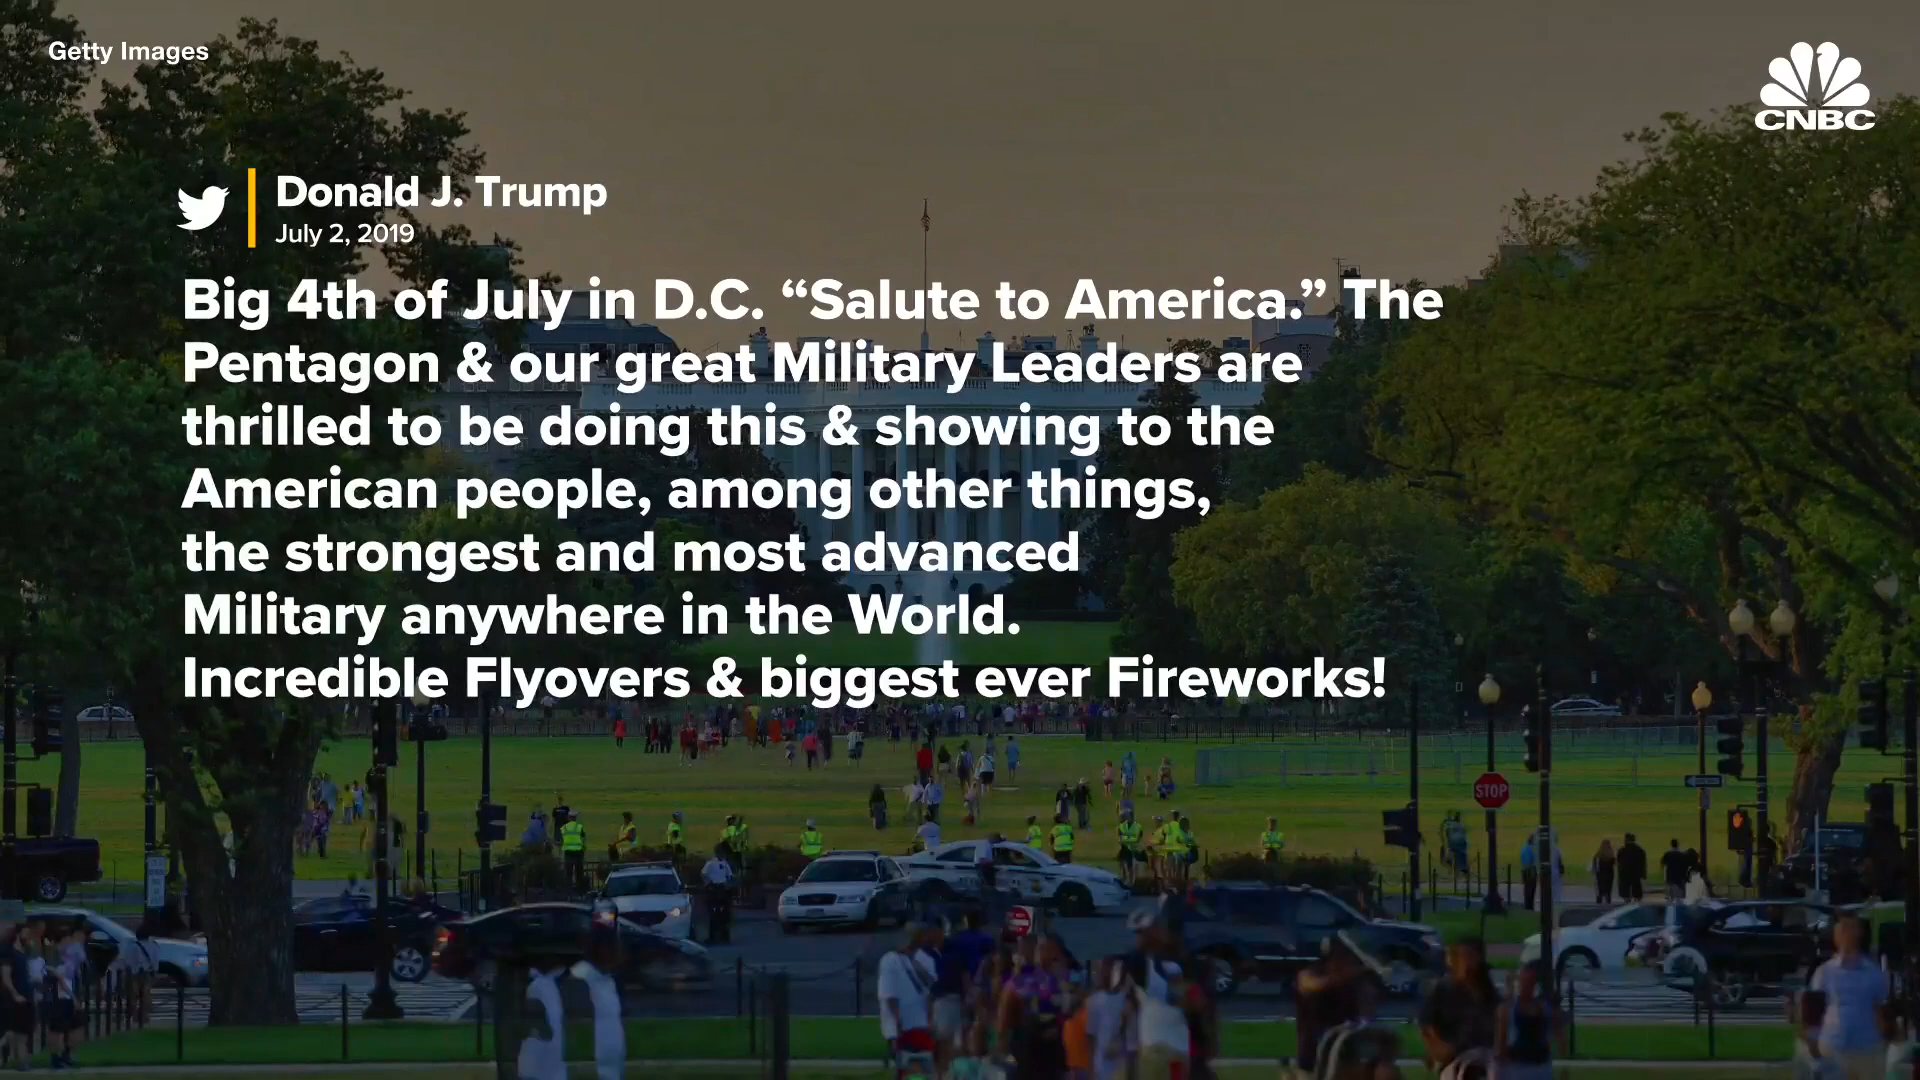 Getty Images
CNBC
Donald J. Trump
July 2, 2019
Big 4th of July in D.C. “Salute to America.” The
Pentagon & our great Military Leaders are
thrilled to be doing this & showing to the
American people, among other things,
the strongest and most advanced
Military anywhere in the World.
Incredible Flyovers & biggest ever Fireworks!
STOP